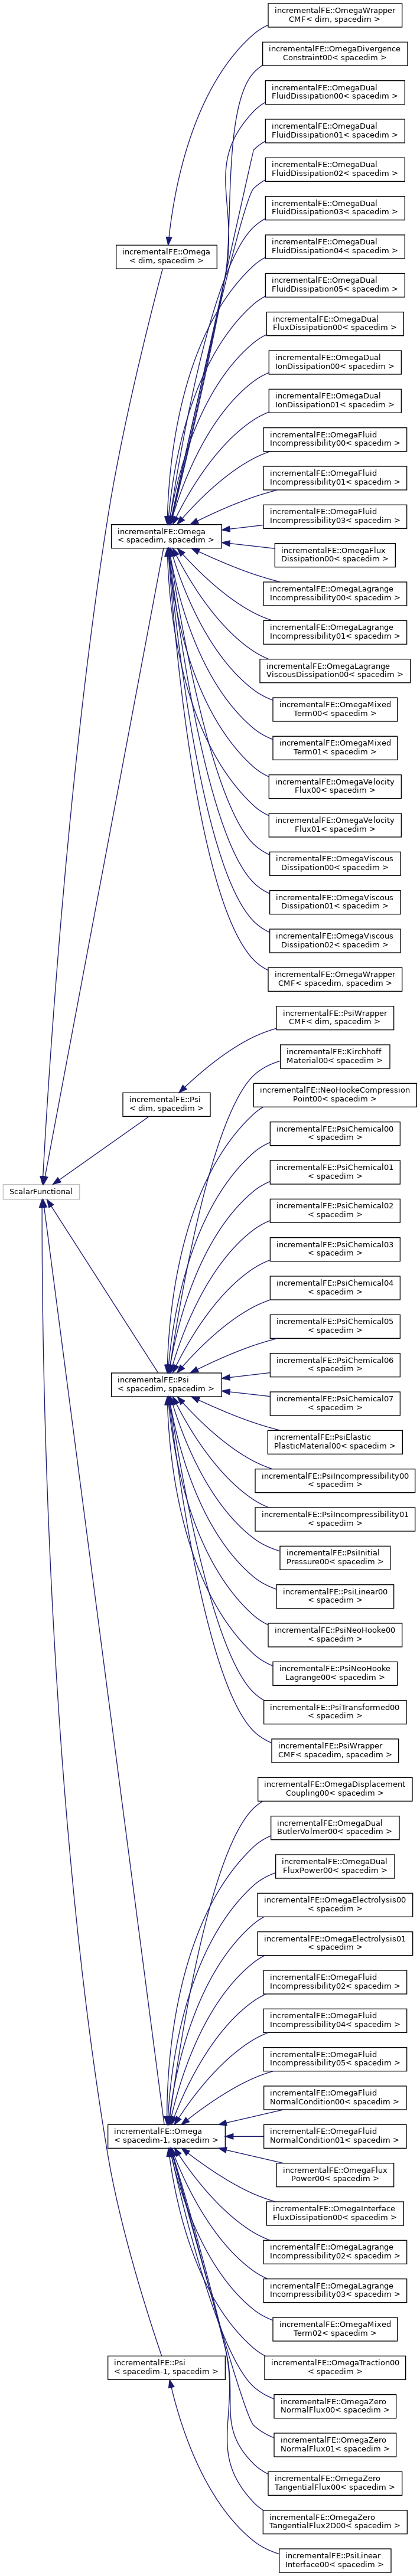 incrementalFE::OmegaWrapper
CMF< dim, spacedim >
incrementalFE::OmegaDivergence
Constraint00< spacedim >
incrementalFE::OmegaDual
FluidDissipation00< spacedim >
incrementalFE::OmegaDual
FluidDissipation01< spacedim >
incrementalFE::OmegaDual
FluidDissipation02< spacedim >
incrementalFE::OmegaDual
FluidDissipation03< spacedim >
incrementalFE::OmegaDual
FluidDissipation04< spacedim >
incrementalFE::Omega
< dim, spacedim >
incrementalFE::OmegaDual
FluidDissipation05< spacedim >
incrementalFE::OmegaDual
FluxDissipation00< spacedim >
incrementalFE::OmegaDual
IonDissipation00< spacedim >
incrementalFE::OmegaDual
IonDissipation01< spacedim >
incrementalFE::OmegaFluid
Incompressibility00< spacedim >
incrementalFE::OmegaFluid
Incompressibility01< spacedim >
incrementalFE::OmegaFluid
Incompressibility03< spacedim >
incrementalFE::Omega
< spacedim, spacedim >
incrementalFE::OmegaFlux
Dissipation00< spacedim >
incrementalFE::OmegaLagrange
Incompressibility00< spacedim >
incrementalFE::OmegaLagrange
Incompressibility01< spacedim >
incrementalFE::OmegaLagrange
ViscousDissipation00< spacedim >
incrementalFE::OmegaMixed
Term00< spacedim >
incrementalFE::OmegaMixed
Term01< spacedim >
incrementalFE::OmegaVelocity
Flux00< spacedim >
incrementalFE::OmegaVelocity
Flux01< spacedim >
incrementalFE::OmegaViscous
Dissipation00< spacedim >
incrementalFE::OmegaViscous
Dissipation01< spacedim >
incrementalFE::OmegaViscous
Dissipation02< spacedim >
incrementalFE::OmegaWrapper
CMF< spacedim, spacedim >
incrementalFE::PsiWrapper
CMF< dim, spacedim >
incrementalFE::Kirchhoff
Material00< spacedim >
incrementalFE::NeoHookeCompression
Point00< spacedim >
incrementalFE::Psi
< dim, spacedim >
incrementalFE::PsiChemical00
< spacedim >
incrementalFE::PsiChemical01
< spacedim >
ScalarFunctional
incrementalFE::PsiChemical02
< spacedim >
incrementalFE::PsiChemical03
< spacedim >
incrementalFE::PsiChemical04
< spacedim >
incrementalFE::PsiChemical05
< spacedim >
incrementalFE::PsiChemical06
< spacedim >
incrementalFE::Psi
< spacedim, spacedim >
incrementalFE::PsiChemical07
< spacedim >
incrementalFE::PsiElastic
PlasticMaterial00< spacedim >
incrementalFE::PsiIncompressibility00
< spacedim >
incrementalFE::PsiIncompressibility01
< spacedim >
incrementalFE::PsiInitial
Pressure00< spacedim >
incrementalFE::PsiLinear00
< spacedim >
incrementalFE::PsiNeoHooke00
< spacedim >
incrementalFE::PsiNeoHooke
Lagrange00< spacedim >
incrementalFE::PsiTransformed00
< spacedim >
incrementalFE::PsiWrapper
CMF< spacedim, spacedim >
incrementalFE::OmegaDisplacement
Coupling00< spacedim >
incrementalFE::OmegaDual
ButlerVolmer00< spacedim >
incrementalFE::OmegaDual
FluxPower00< spacedim >
incrementalFE::OmegaElectrolysis00
< spacedim >
incrementalFE::OmegaElectrolysis01
< spacedim >
incrementalFE::OmegaFluid
Incompressibility02< spacedim >
incrementalFE::OmegaFluid
Incompressibility04< spacedim >
incrementalFE::OmegaFluid
Incompressibility05< spacedim >
incrementalFE::OmegaFluid
NormalCondition00< spacedim >
incrementalFE::Omega
< spacedim-1, spacedim >
incrementalFE::OmegaFluid
NormalCondition01< spacedim >
incrementalFE::OmegaFlux
Power00< spacedim >
incrementalFE::OmegaInterface
FluxDissipation00< spacedim >
incrementalFE::OmegaLagrange
Incompressibility02< spacedim >
incrementalFE::OmegaLagrange
Incompressibility03< spacedim >
incrementalFE::OmegaMixed
Term02< spacedim >
incrementalFE::Psi
< spacedim-1, spacedim >
incrementalFE::OmegaTraction00
< spacedim >
incrementalFE::OmegaZero
NormalFlux00< spacedim >
incrementalFE::OmegaZero
NormalFlux01< spacedim >
incrementalFE::OmegaZero
TangentialFlux00< spacedim >
incrementalFE::OmegaZero
TangentialFlux2D00< spacedim >
incrementalFE::PsiLinear
Interface00< spacedim >